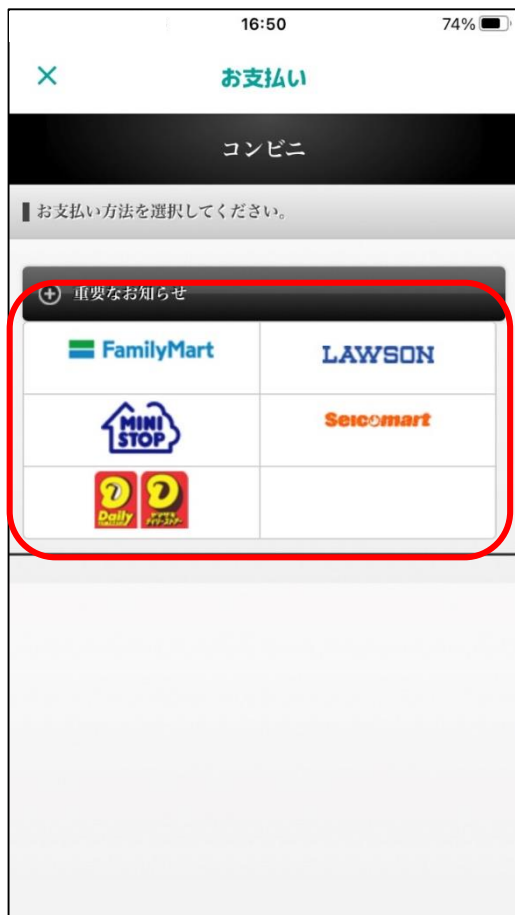 16:50 74%
お支払い
コンビニ
お支払い方法を選択してください。
重要なお知らせ
FamilyMart LAWSON
MINI STOP Seicomart
Daily